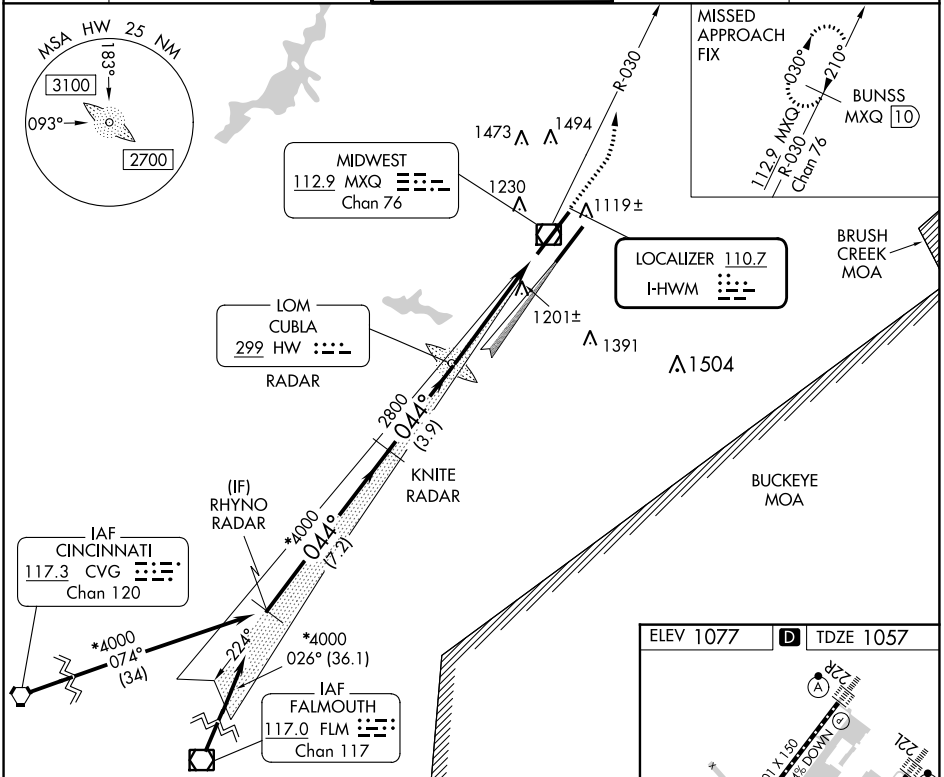 MSA HW 25 NM
183°
3100
093°
2700
MISSED
APPROACH
FIX
030°
210°
BUNSS
MXQ 10
112.9 MXQ
R-030
Chan 76
R-030
1473
1494
MIDWEST
112.9 MXQ
Chan 76
1230
1119±
BRUSH
CREEK
MOA
LOCALIZER 110.7
I-HWM
LOM
CUBLA
299 HW
RADAR
1201±
1391
1504
2800
044°
(3.9)
KNITE
RADAR
BUCKEYE
MOA
(IF)
RHYNO
RADAR
*4000
044°
(7.2)
IAF
CINCINNATI
117.3 CVG
Chan 120
*4000
074°
(34)
224°
*4000
026° (36.1)
IAF
FALMOUTH
117.0 FLM
Chan 117
ELEV 1077
D
TDZE 1057
22R
A
X 150
DOWN
22L